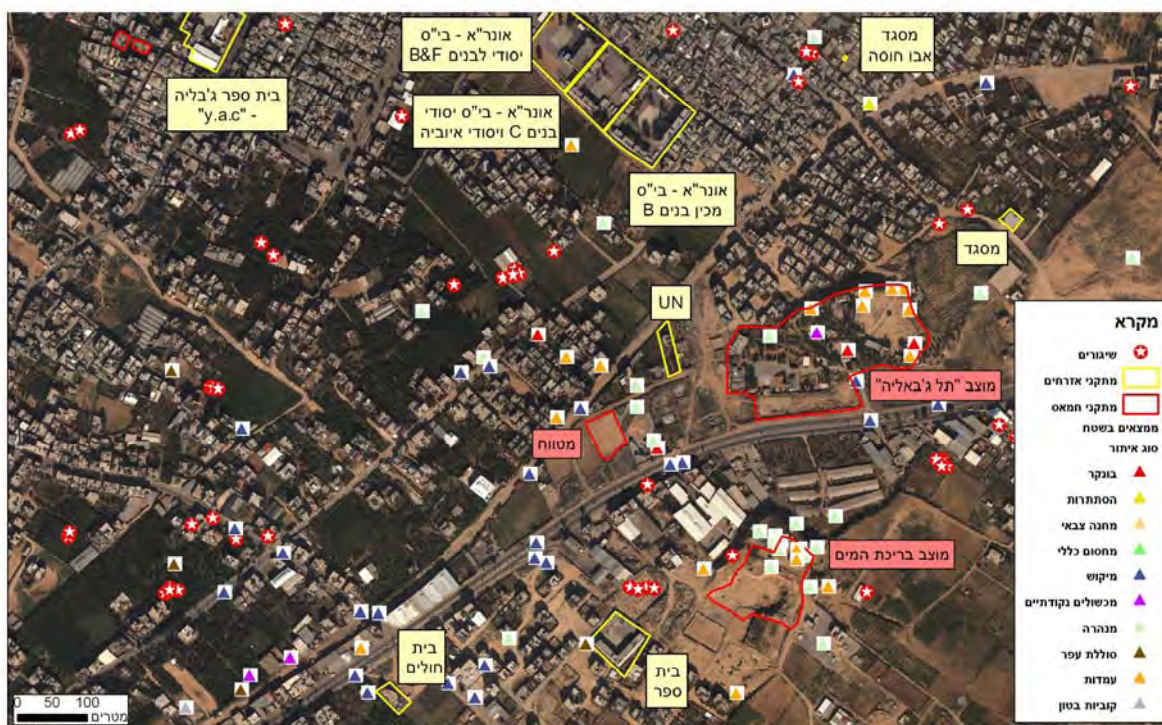 אונר"א - בי"ס
יסודי לבנים B&F
מסגד
אבו חוסה
בית ספר ג'בליה
- "y.a.c"
אונר"א - בי"ס יסודי
בנים C ויסודי איוביה
אונר"א - בי"ס
מכין בנים B
מסגד
UN
מוצב "תל ג'באליה"
מטווח
מוצב בריכת המים
בית
חולים
בית
ספר
מקרא
שיגורים
מתקני אזרחים
מתקני חמאס
ממצאים בשטח
סוג איתור
בונקר
הסתתרות
מחנה צבאי
מחסום כללי
מיקוש
מכשולים נקודתיים
מנהרה
סוללת עפר
עמדות
קוביות בטון
0 50 100
מטרים